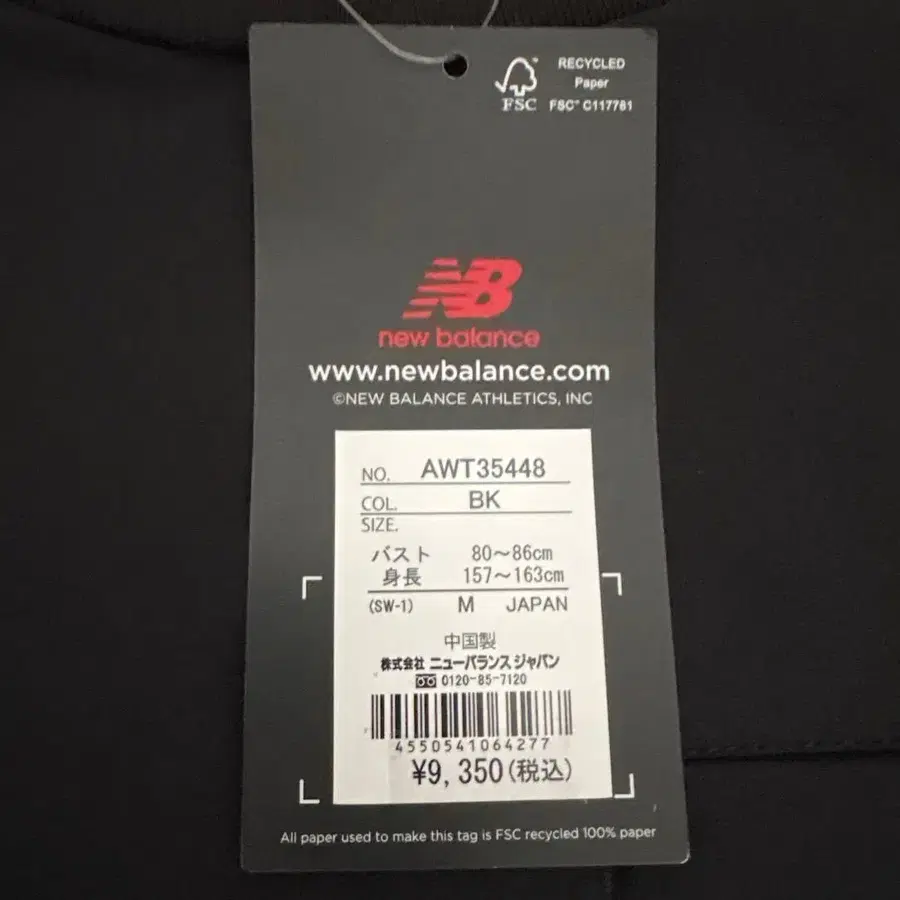 RECYCLED
Paper
FSC
FSC® C117781
NB
new balance
www.newbalance.com
©NEW BALANCE ATHLETICS, INC
NO. AWT35448
COL. BK
SIZE.
バスト 80～86cm
身長 157～163cm
(SW-1) M JAPAN
中国製
株式会社 ニューバランス ジャパン
0120-85-7120
4550541064277
¥9,350(税込)
All paper used to make this tag is FSC recycled 100% paper